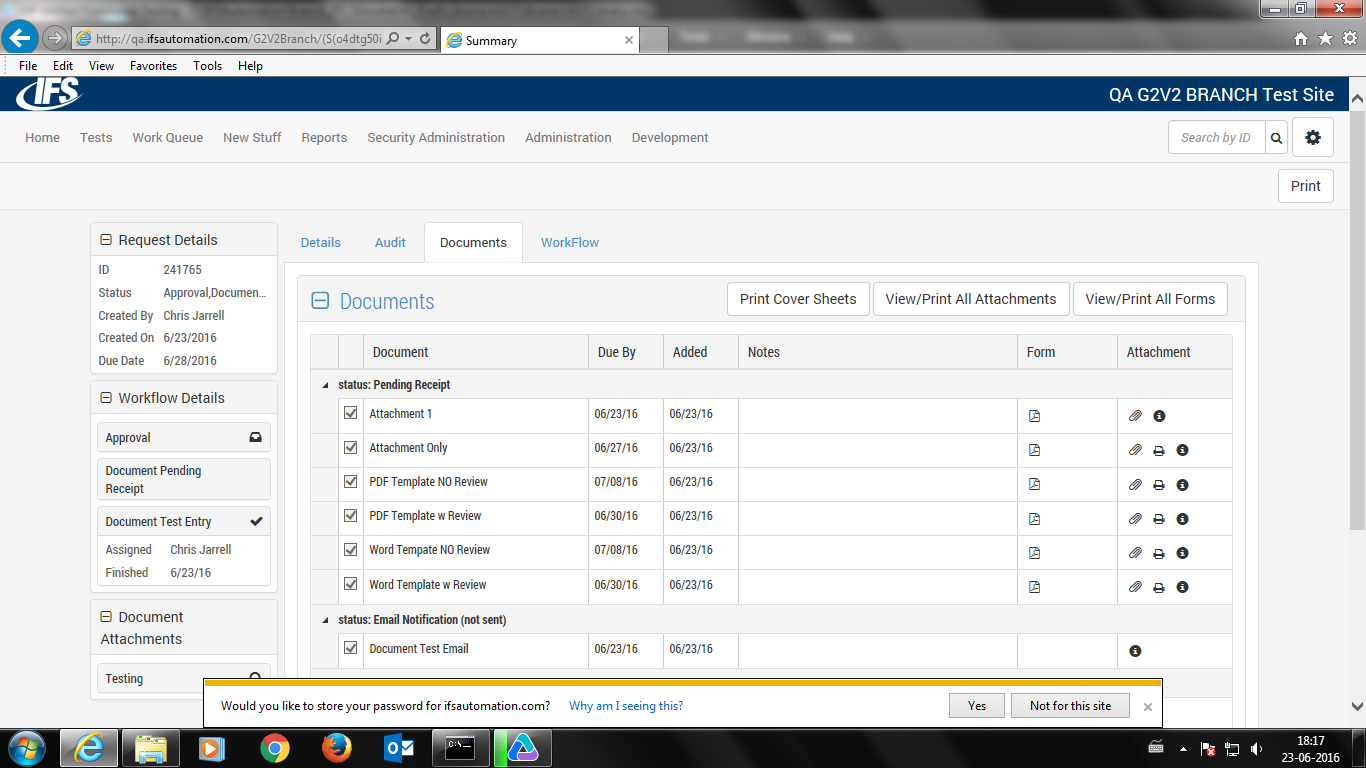 http://qa.ifsautomation.com/G2V2Branch/(S(o4dtg50i
Summary
File Edit View Favorites Tools Help
IFS
QA G2V2 BRANCH Test Site
Home Tests Work Queue New Stuff Reports Security Administration Administration Development
Search by ID
Print
Request Details
ID 241765
Status Approval,Documen...
Created By Chris Jarrell
Created On 6/23/2016
Due Date 6/28/2016
Workflow Details
Approval
Document Pending
Receipt
Document Test Entry
Assigned Chris Jarrell
Finished 6/23/16
Document
Attachments
Testing
Details Audit Documents WorkFlow
Documents
Print Cover Sheets View/Print All Attachments View/Print All Forms
Document Due By Added Notes Form Attachment
status: Pending Receipt
Attachment 1 06/23/16 06/23/16
Attachment Only 06/27/16 06/23/16
PDF Template NO Review 07/08/16 06/23/16
PDF Template w Review 06/30/16 06/23/16
Word Tempate NO Review 07/08/16 06/23/16
Word Template w Review 06/30/16 06/23/16
status: Email Notification (not sent)
Document Test Email 06/23/16 06/23/16
Would you like to store your password for ifsautomation.com? Why am I seeing this? Yes Not for this site
18:17
23-06-2016